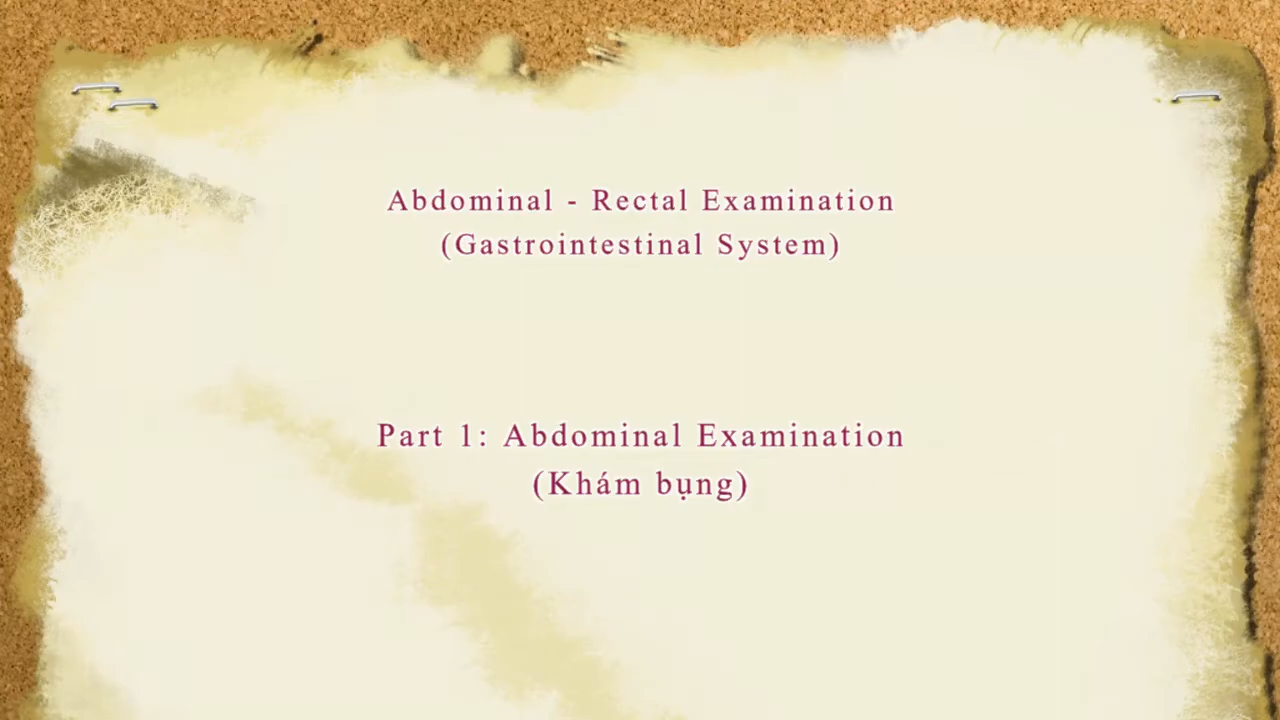 Abdominal - Rectal Examination
(Gastrointestinal System)
Part 1: Abdominal Examination
(Khám bụng)